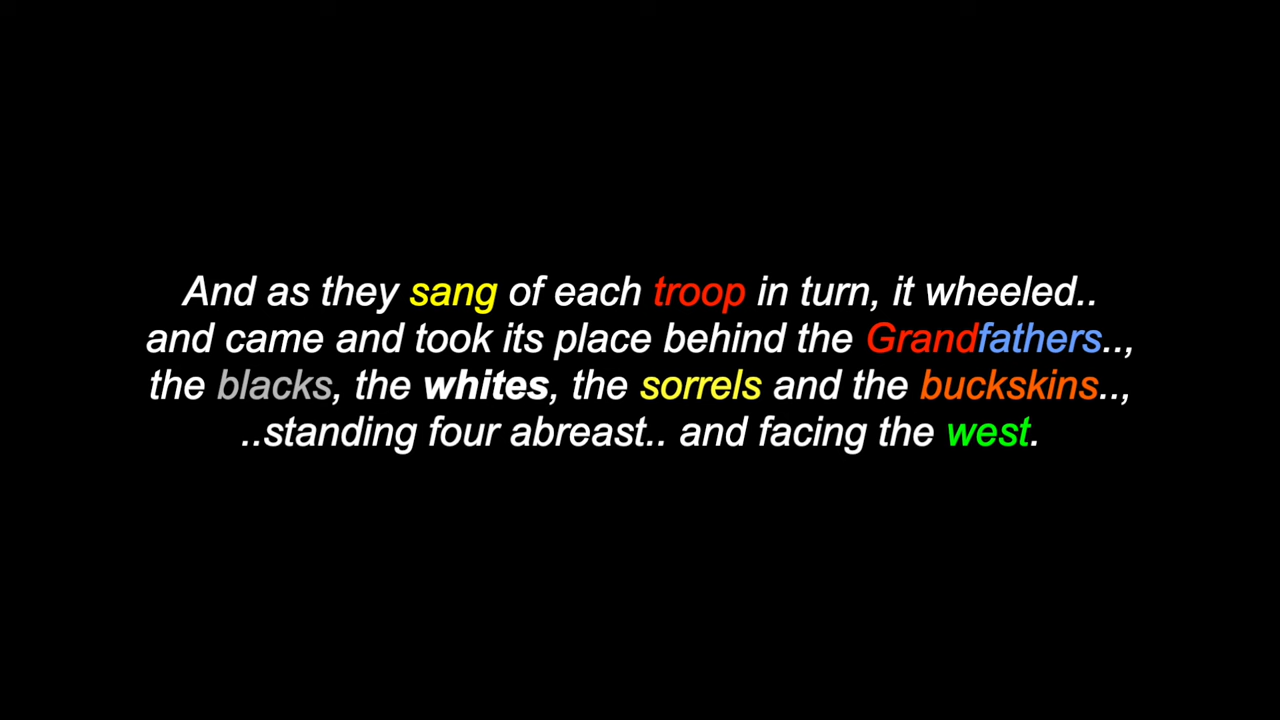 And as they sang of each troop in turn, it wheeled..
and came and took its place behind the Grandfathers..,
the blacks, the whites, the sorrels and the buckskins..,
..standing four abreast.. and facing the west.